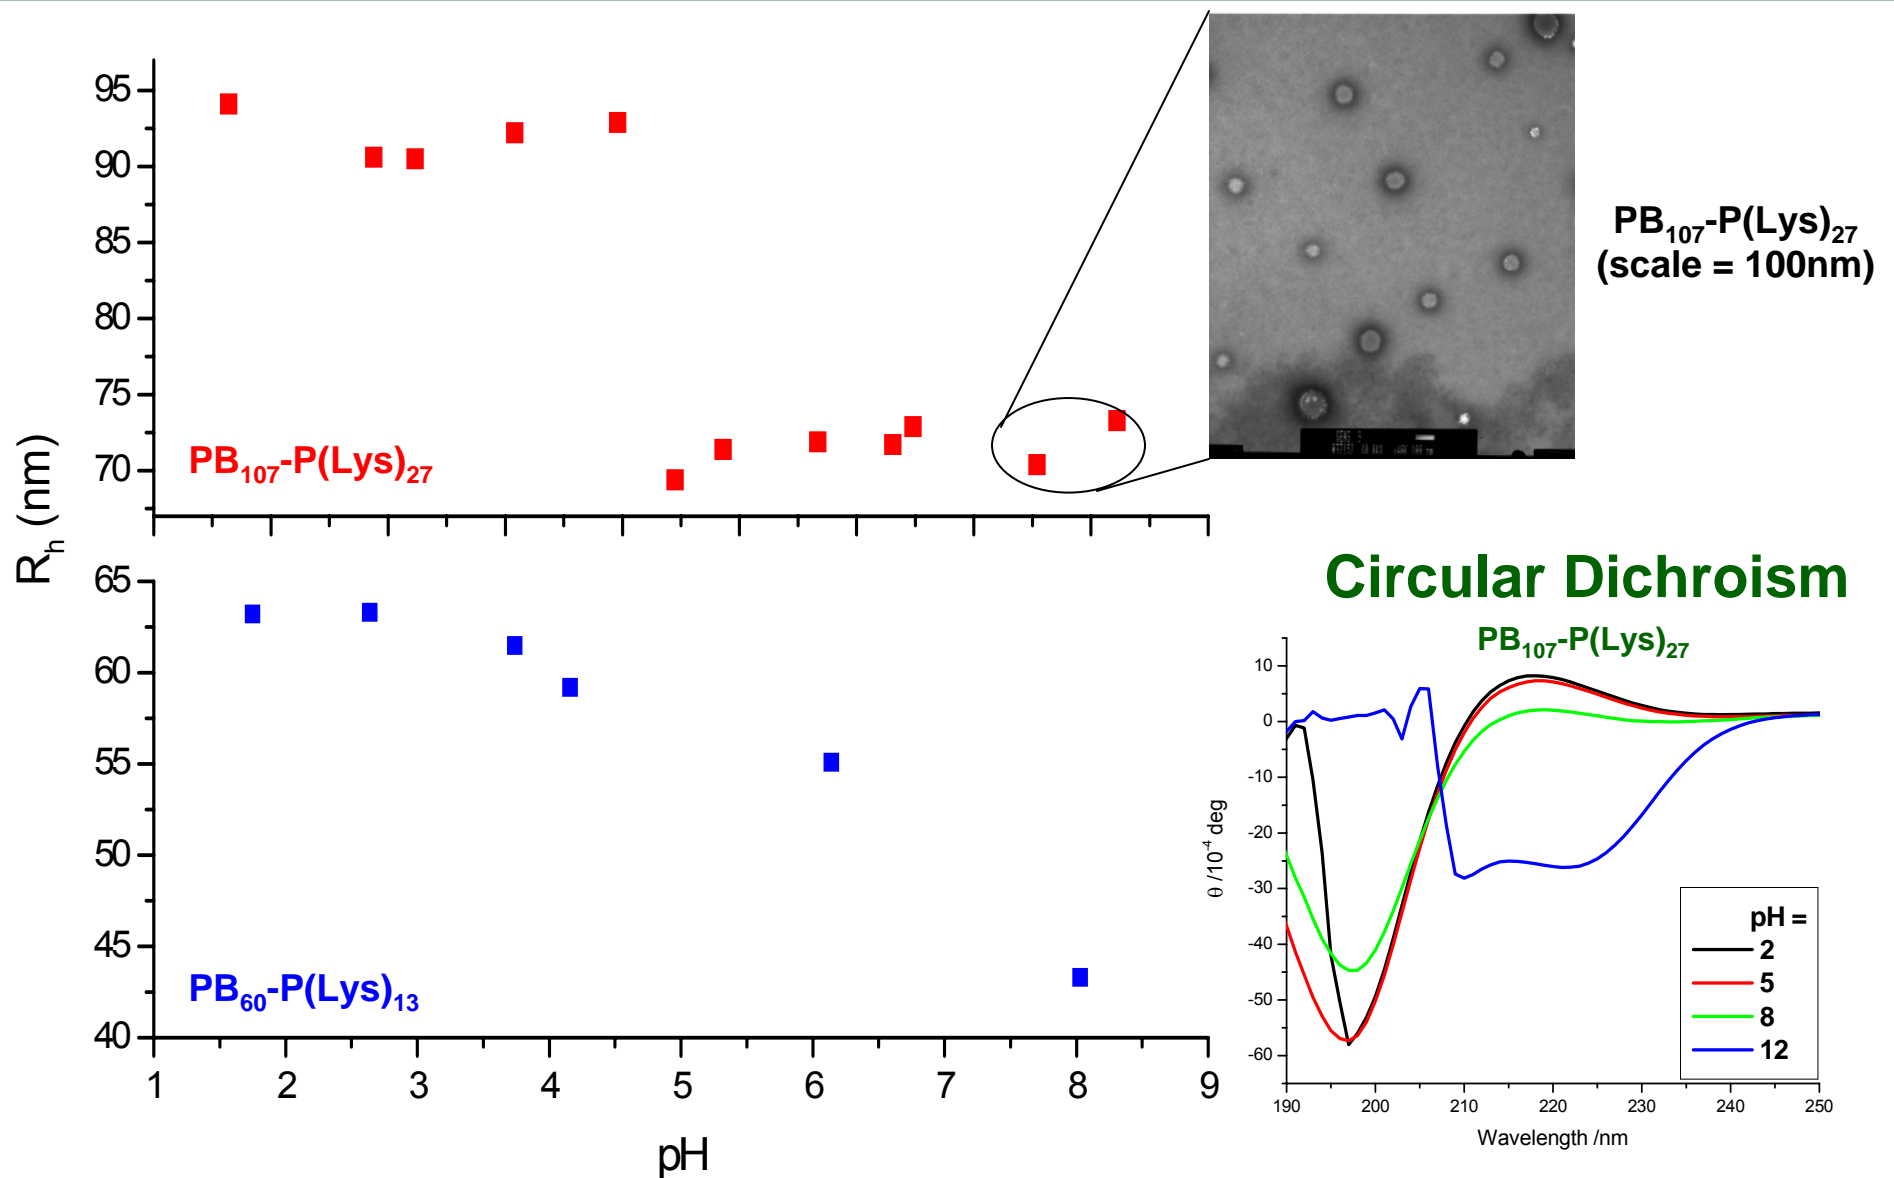 95
90
85
80
75
70
PB107-P(Lys)27
Rh (nm)
65
60
55
50
45
40
PB60-P(Lys)13
1 2 3 4 5 6 7 8 9
pH
PB107-P(Lys)27
(scale = 100nm)
Circular Dichroism
PB107-P(Lys)27
10
0
-10
-20
-30
-40
-50
-60
θ /10-4 deg
pH =
2
5
8
12
190 200 210 220 230 240 250
Wavelength /nm